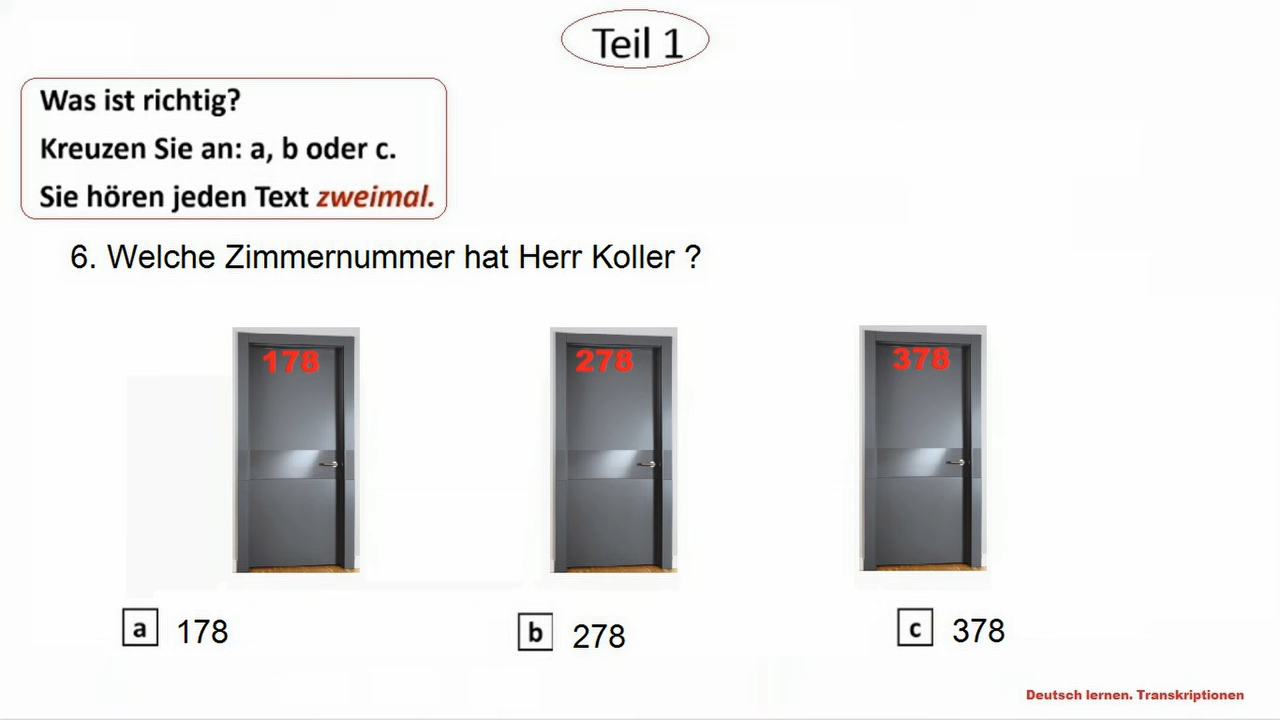 Teil 1
Was ist richtig?
Kreuzen Sie an: a, b oder c.
Sie hören jeden Text zweimal.
6. Welche Zimmernummer hat Herr Koller ?
178
278
378
a 178
b 278
c 378
Deutsch lernen. Transkriptionen